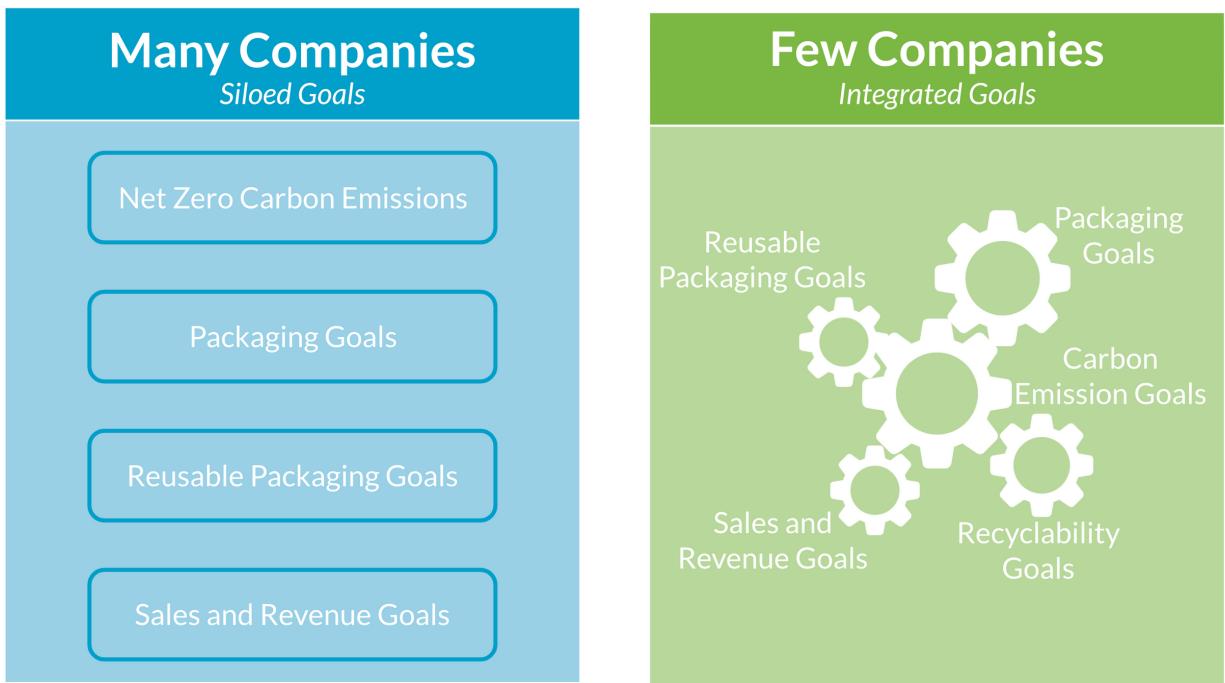 Many Companies
Siloed Goals
Net Zero Carbon Emissions
Packaging Goals
Reusable Packaging Goals
Sales and Revenue Goals
Few Companies
Integrated Goals
Packaging
Goals
Reusable
Packaging Goals
Carbon
Emission Goals
Sales and
Revenue Goals
Recyclability
Goals